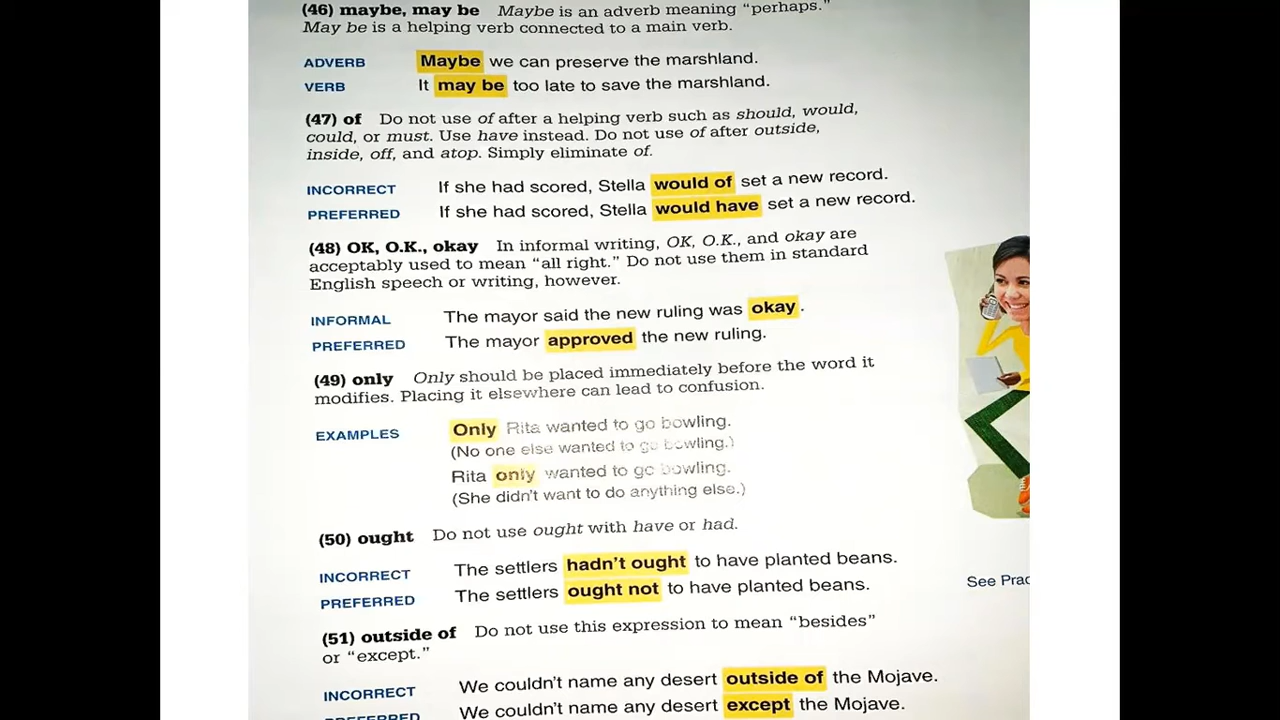 (46) maybe, may be Maybe is an adverb meaning “perhaps.”
May be is a helping verb connected to a main verb.
ADVERB Maybe we can preserve the marshland.
VERB It may be too late to save the marshland.
(47) of Do not use of after a helping verb such as should, would,
could, or must. Use have instead. Do not use of after outside,
inside, off, and atop. Simply eliminate of.
INCORRECT If she had scored, Stella would of set a new record.
PREFERRED If she had scored, Stella would have set a new record.
(48) OK, O.K., okay In informal writing, OK, O.K., and okay are
acceptably used to mean “all right.” Do not use them in standard
English speech or writing, however.
INFORMAL The mayor said the new ruling was okay.
PREFERRED The mayor approved the new ruling.
(49) only Only should be placed immediately before the word it
modifies. Placing it elsewhere can lead to confusion.
EXAMPLES Only Rita wanted to go bowling.
(No one else wanted to go bowling.)
Rita only wanted to go bowling.
(She didn’t want to do anything else.)
(50) ought Do not use ought with have or had.
INCORRECT The settlers hadn’t ought to have planted beans.
PREFERRED The settlers ought not to have planted beans.
See Prac
(51) outside of Do not use this expression to mean “besides”
or “except.”
INCORRECT We couldn’t name any desert outside of the Mojave.
PREFERRED We couldn’t name any desert except the Mojave.